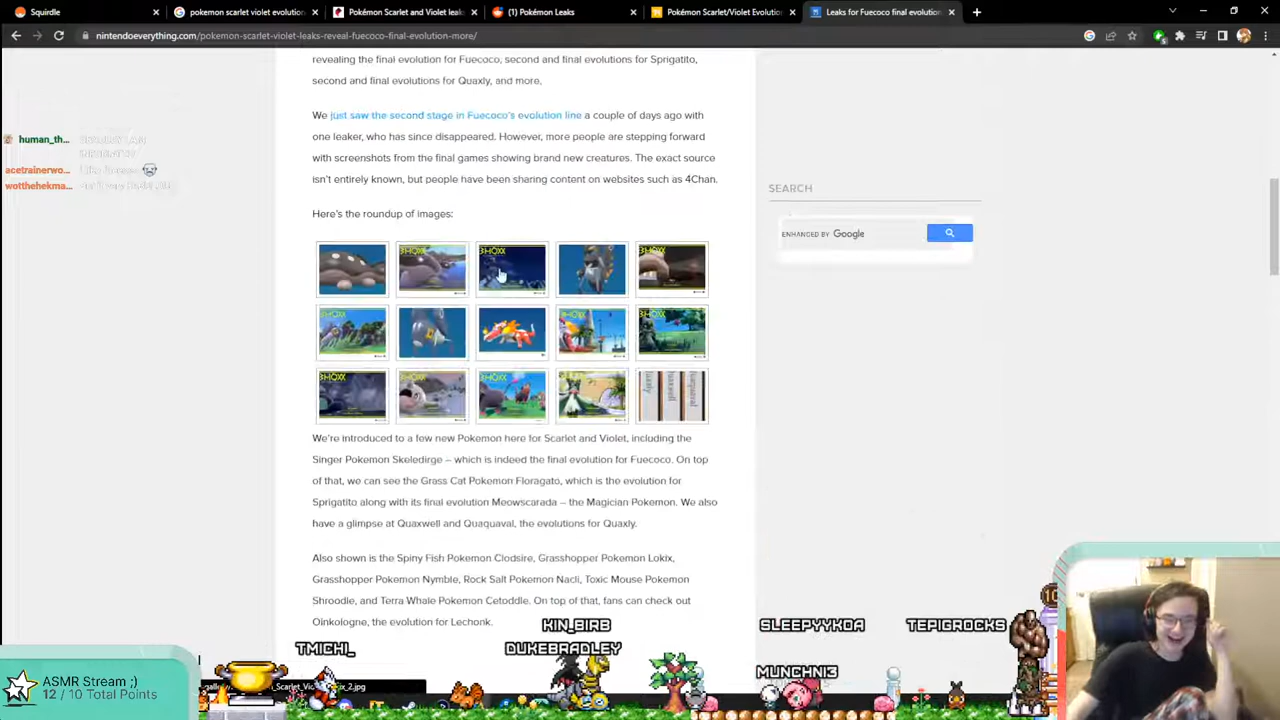 Squirdle
pokemon scarlet violet evolution
Pokémon Scarlet and Violet leaks
(1) Pokémon Leaks
Pokémon Scarlet/Violet Evolution
Leaks for Fuecoco final evolution
nintendoeverything.com/pokemon-scarlet-violet-leaks-reveal-fuecoco-final-evolution-more/
revealing the final evolution for Fuecoco, second and final evolutions for Sprigatito,
second and final evolutions for Quaxly, and more.
We just saw the second stage in Fuecoco's evolution line a couple of days ago with
one leaker, who has since disappeared. However, more people are stepping forward
with screenshots from the final games showing brand new creatures. The exact source
isn't entirely known, but people have been sharing content on websites such as 4Chan.
Here's the roundup of images:
We're introduced to a few new Pokemon here for Scarlet and Violet, including the
Singer Pokemon Skeledirge – which is indeed the final evolution for Fuecoco. On top
of that, we can see the Grass Cat Pokemon Floragato, which is the evolution for
Sprigatito along with its final evolution Meowscarada – the Magician Pokemon. We also
have a glimpse at Quaxwell and Quaquaval, the evolutions for Quaxly.
Also shown is the Spiny Fish Pokemon Clodsire, Grasshopper Pokemon Lokix,
Grasshopper Pokemon Nymble, Rock Salt Pokemon Nacli, Toxic Mouse Pokemon
Shroodle, and Terra Whale Pokemon Cetoddle. On top of that, fans can check out
Oinkologne, the evolution for Lechonk.
SEARCH
ENHANCED BY Google
human_th...
acetrainerwo...
wotthehekma...
TMICHI_
KIN_BIRB
DUKEBRADLEY
SLEEPYYKOA
MUNCHN13
TEPIGROCKS
ASMR Stream ;)
12 / 10 Total Points